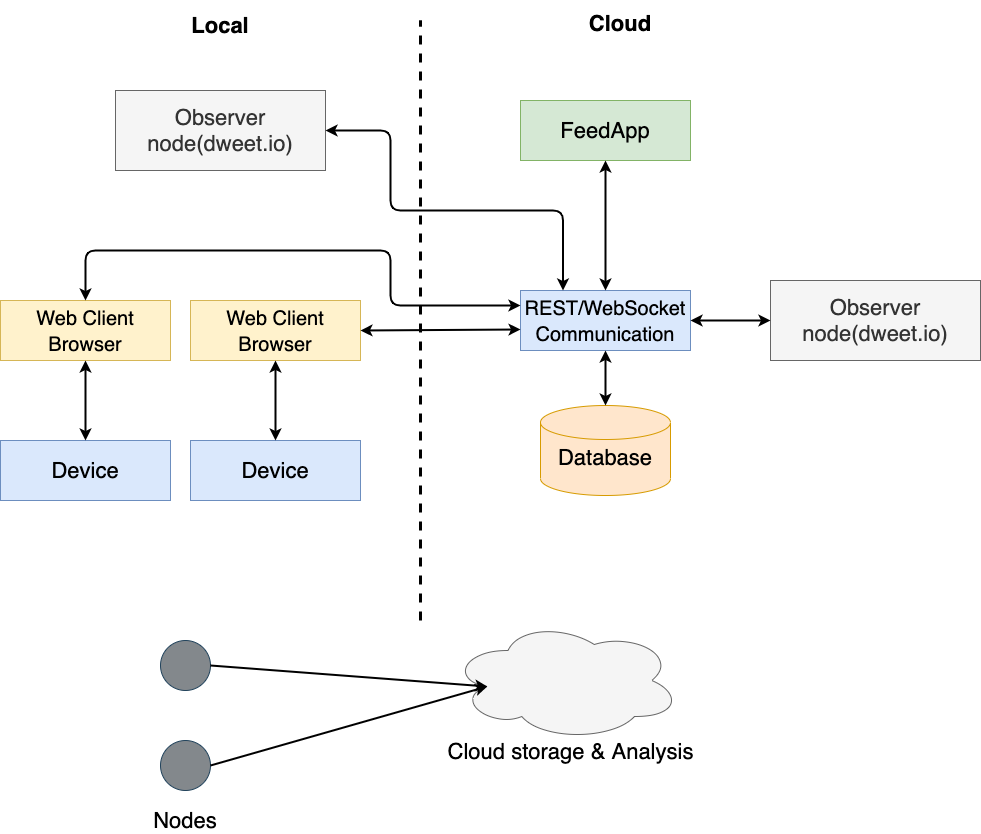 Local
Cloud
Observer
node(dweet.io)
FeedApp
Web Client
Browser
Web Client
Browser
REST/WebSocket
Communication
Observer
node(dweet.io)
Device
Device
Database
Cloud storage & Analysis
Nodes